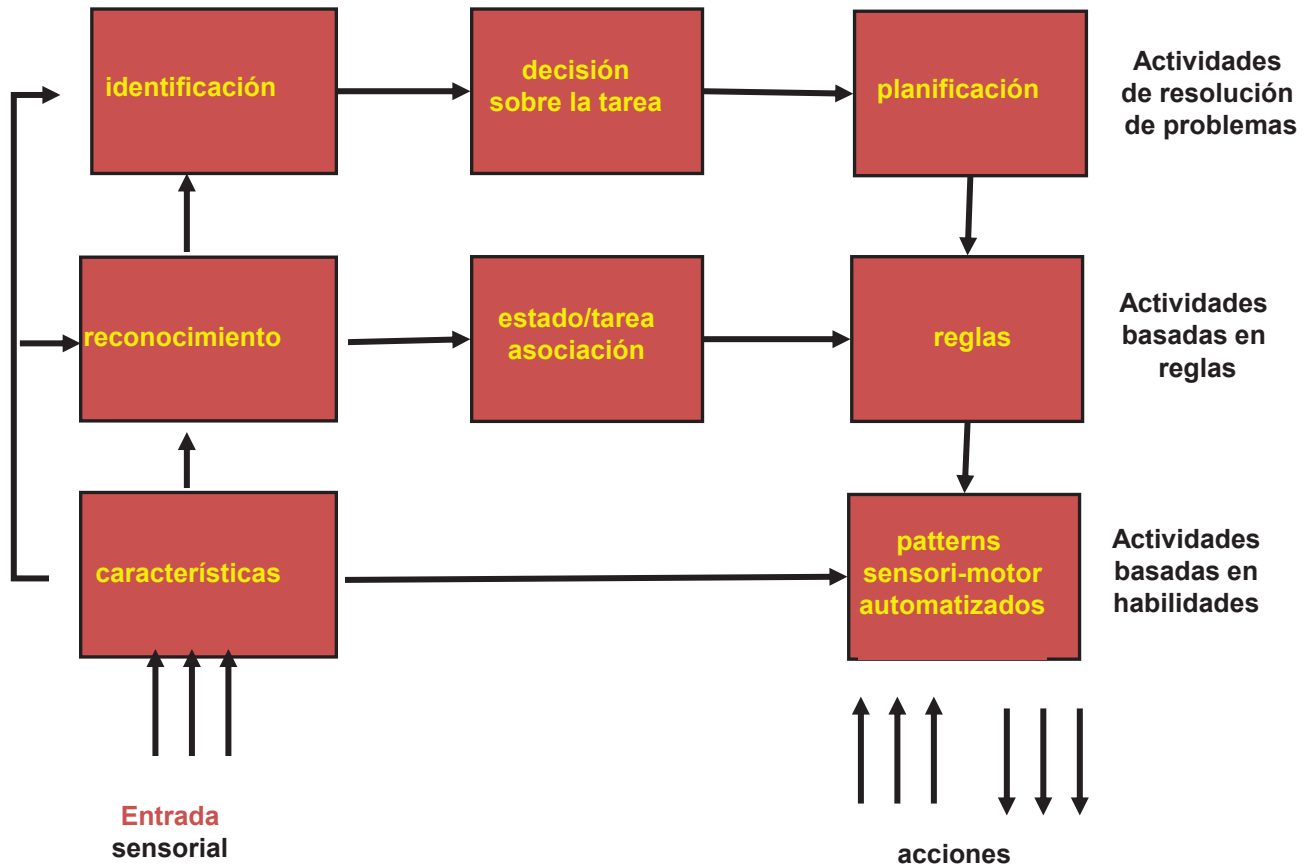 identificación
decisión
sobre la tarea
planificación
Actividades
de resolución
de problemas
reconocimiento
estado/tarea
asociación
reglas
Actividades
basadas en
reglas
características
patterns
sensori-motor
automatizados
Actividades
basadas en
habilidades
Entrada
sensorial
acciones